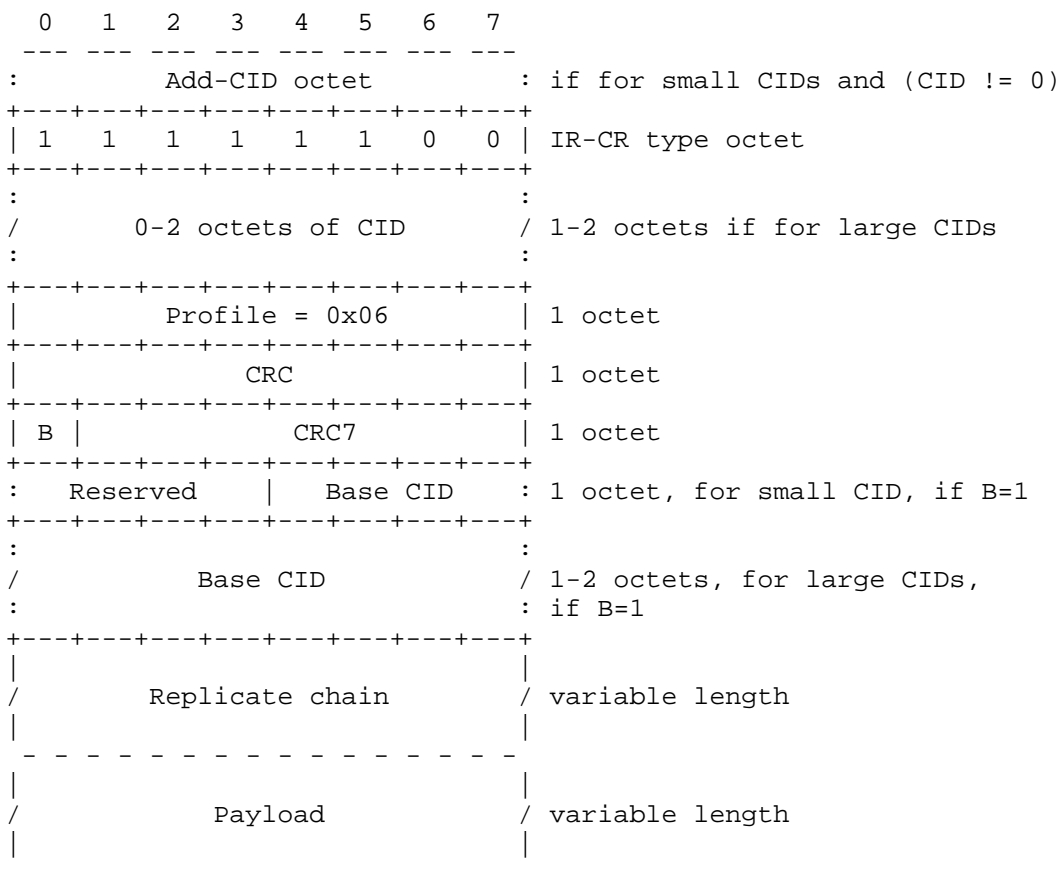 0   1   2   3   4   5   6   7
 --- --- --- --- --- --- --- ---
:         Add-CID octet         : if for small CIDs and (CID != 0)
+---+---+---+---+---+---+---+---+
| 1   1   1   1   1   1   0   0 | IR-CR type octet
+---+---+---+---+---+---+---+---+
:                               :
/       0-2 octets of CID       / 1-2 octets if for large CIDs
:                               :
+---+---+---+---+---+---+---+---+
|         Profile = 0x06        | 1 octet
+---+---+---+---+---+---+---+---+
|              CRC              | 1 octet
+---+---+---+---+---+---+---+---+
| B |             CRC7          | 1 octet
+---+---+---+---+---+---+---+---+
:   Reserved    |   Base CID    : 1 octet, for small CID, if B=1
+---+---+---+---+---+---+---+---+
:                               :
/           Base CID            / 1-2 octets, for large CIDs,
:                               : if B=1
+---+---+---+---+---+---+---+---+
|                               |
/        Replicate chain        / variable length
|                               |
 - - - - - - - - - - - - - - - -
|                               |
/            Payload            / variable length
|                               |